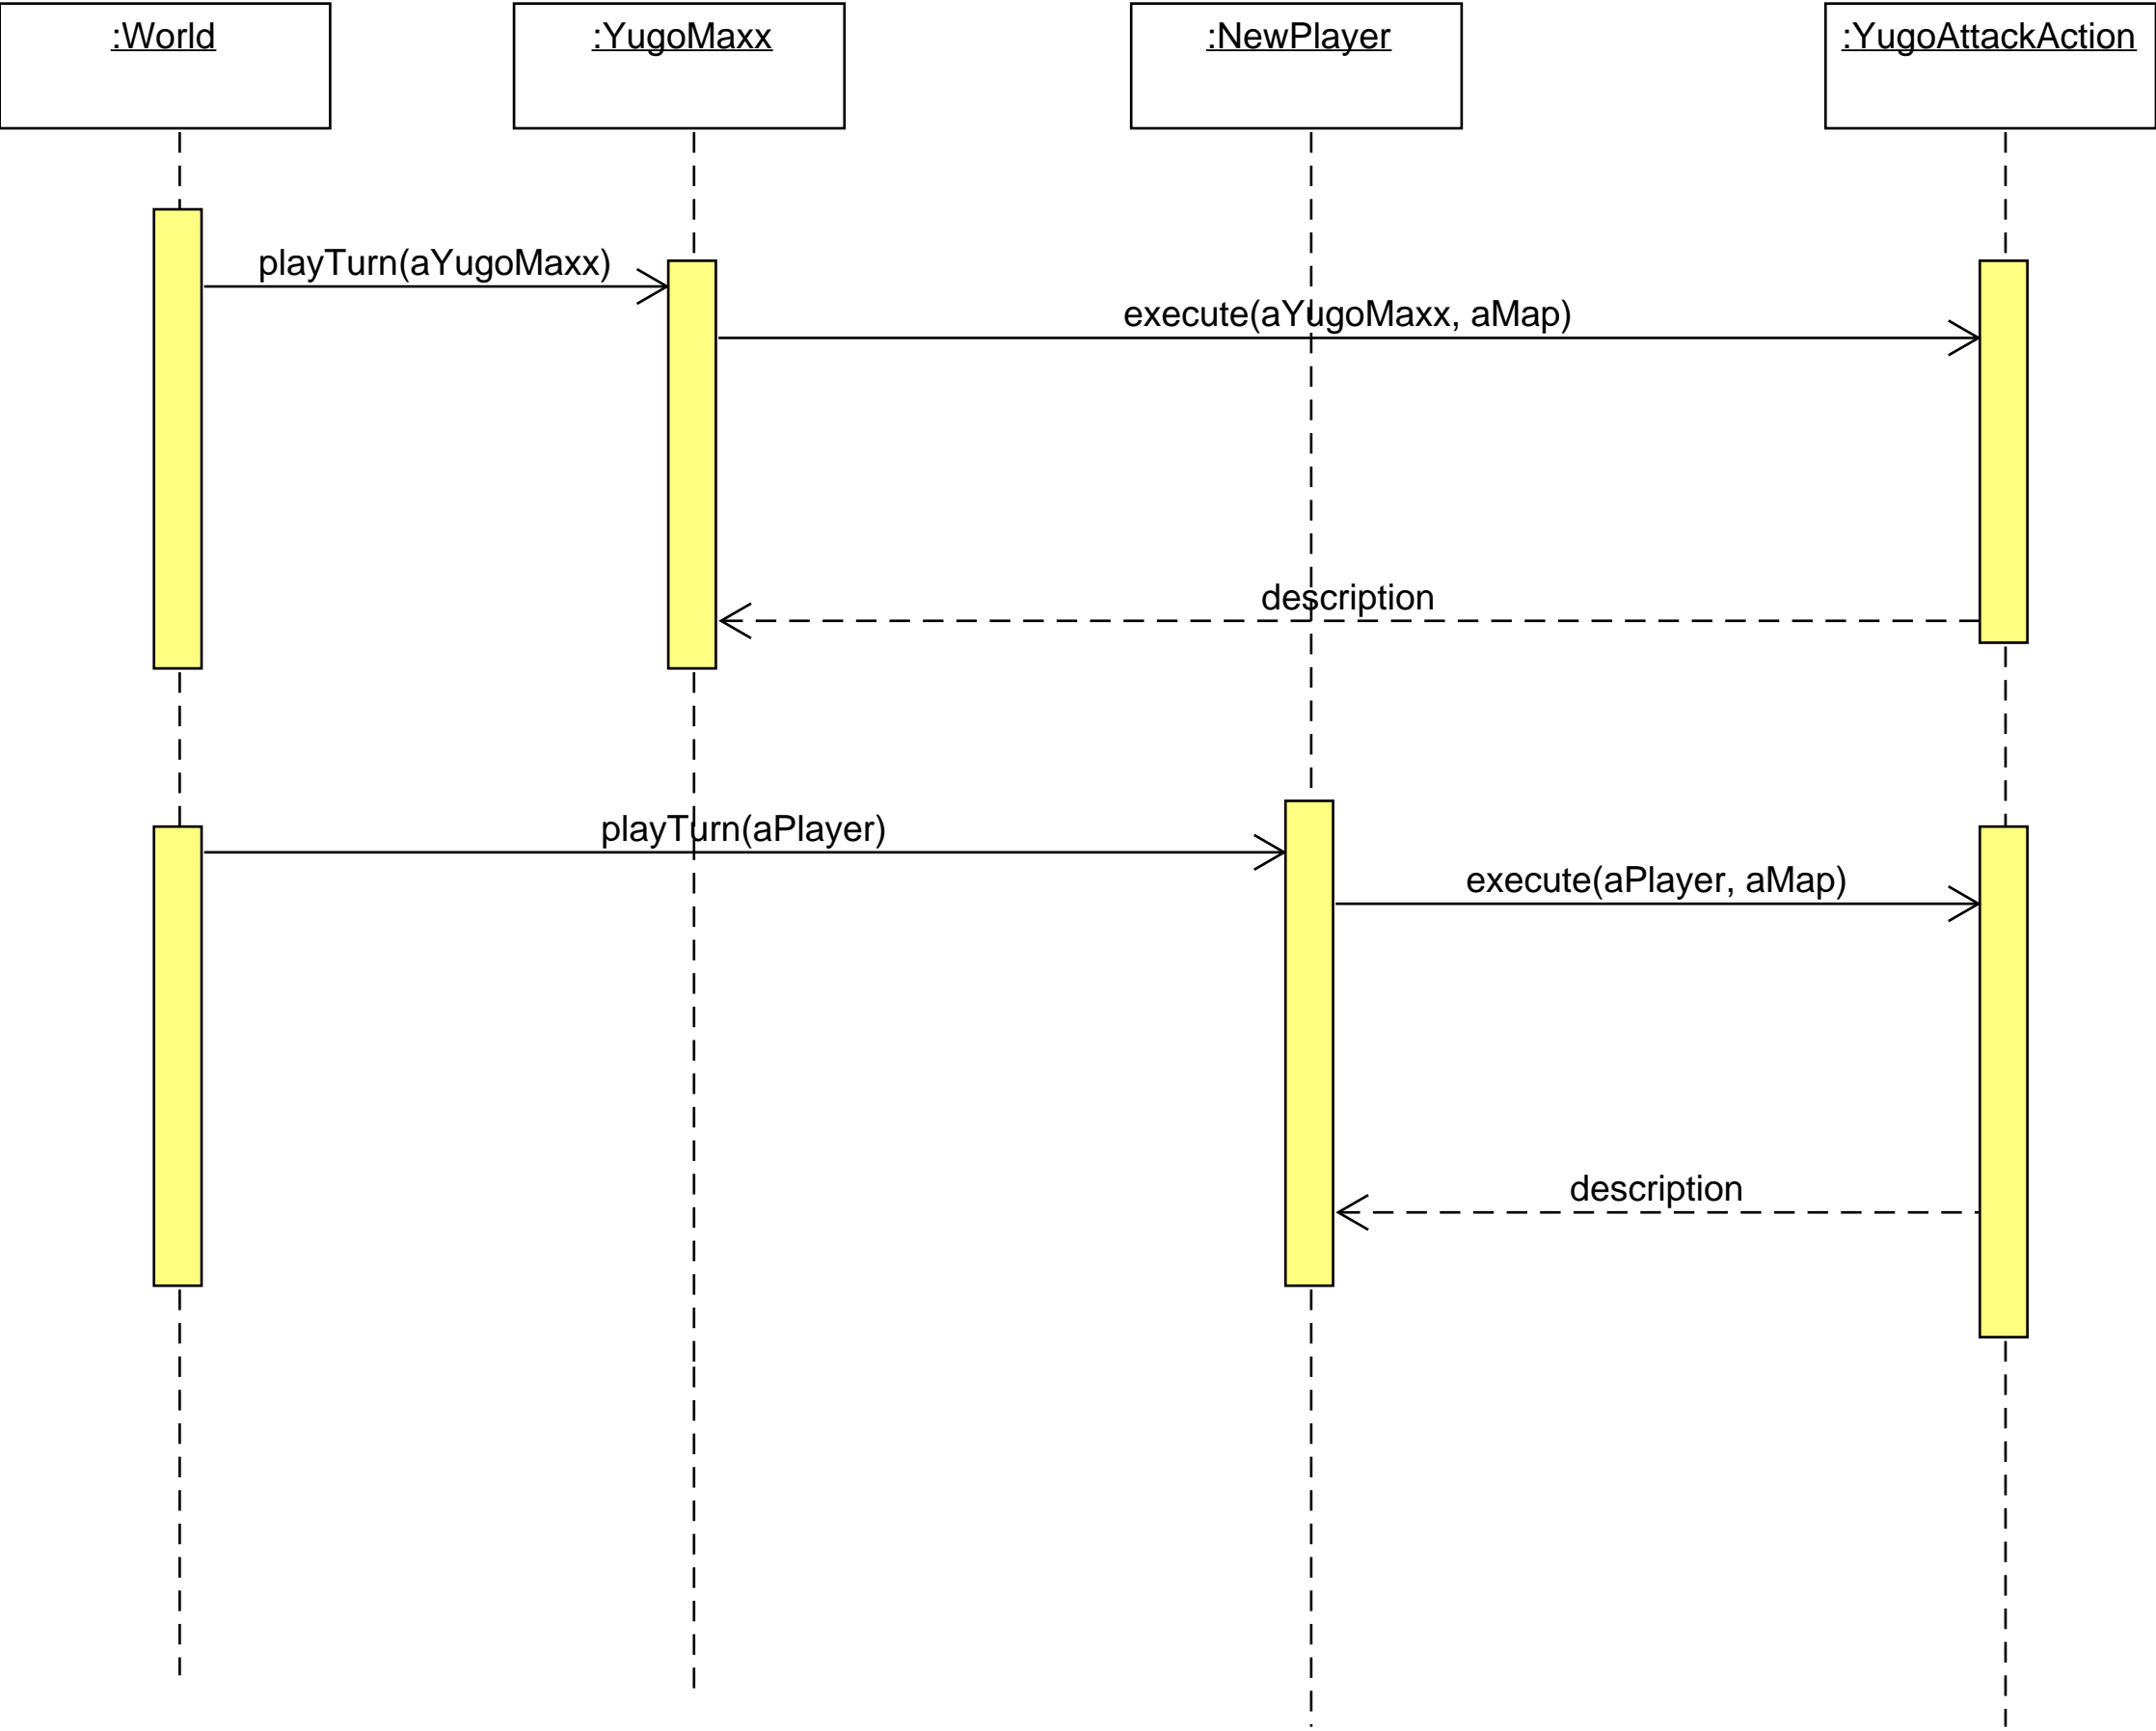 :World
:YugoMaxx
:NewPlayer
:YugoAttackAction
playTurn(aYugoMaxx)
execute(aYugoMaxx, aMap)
description
playTurn(aPlayer)
execute(aPlayer, aMap)
description